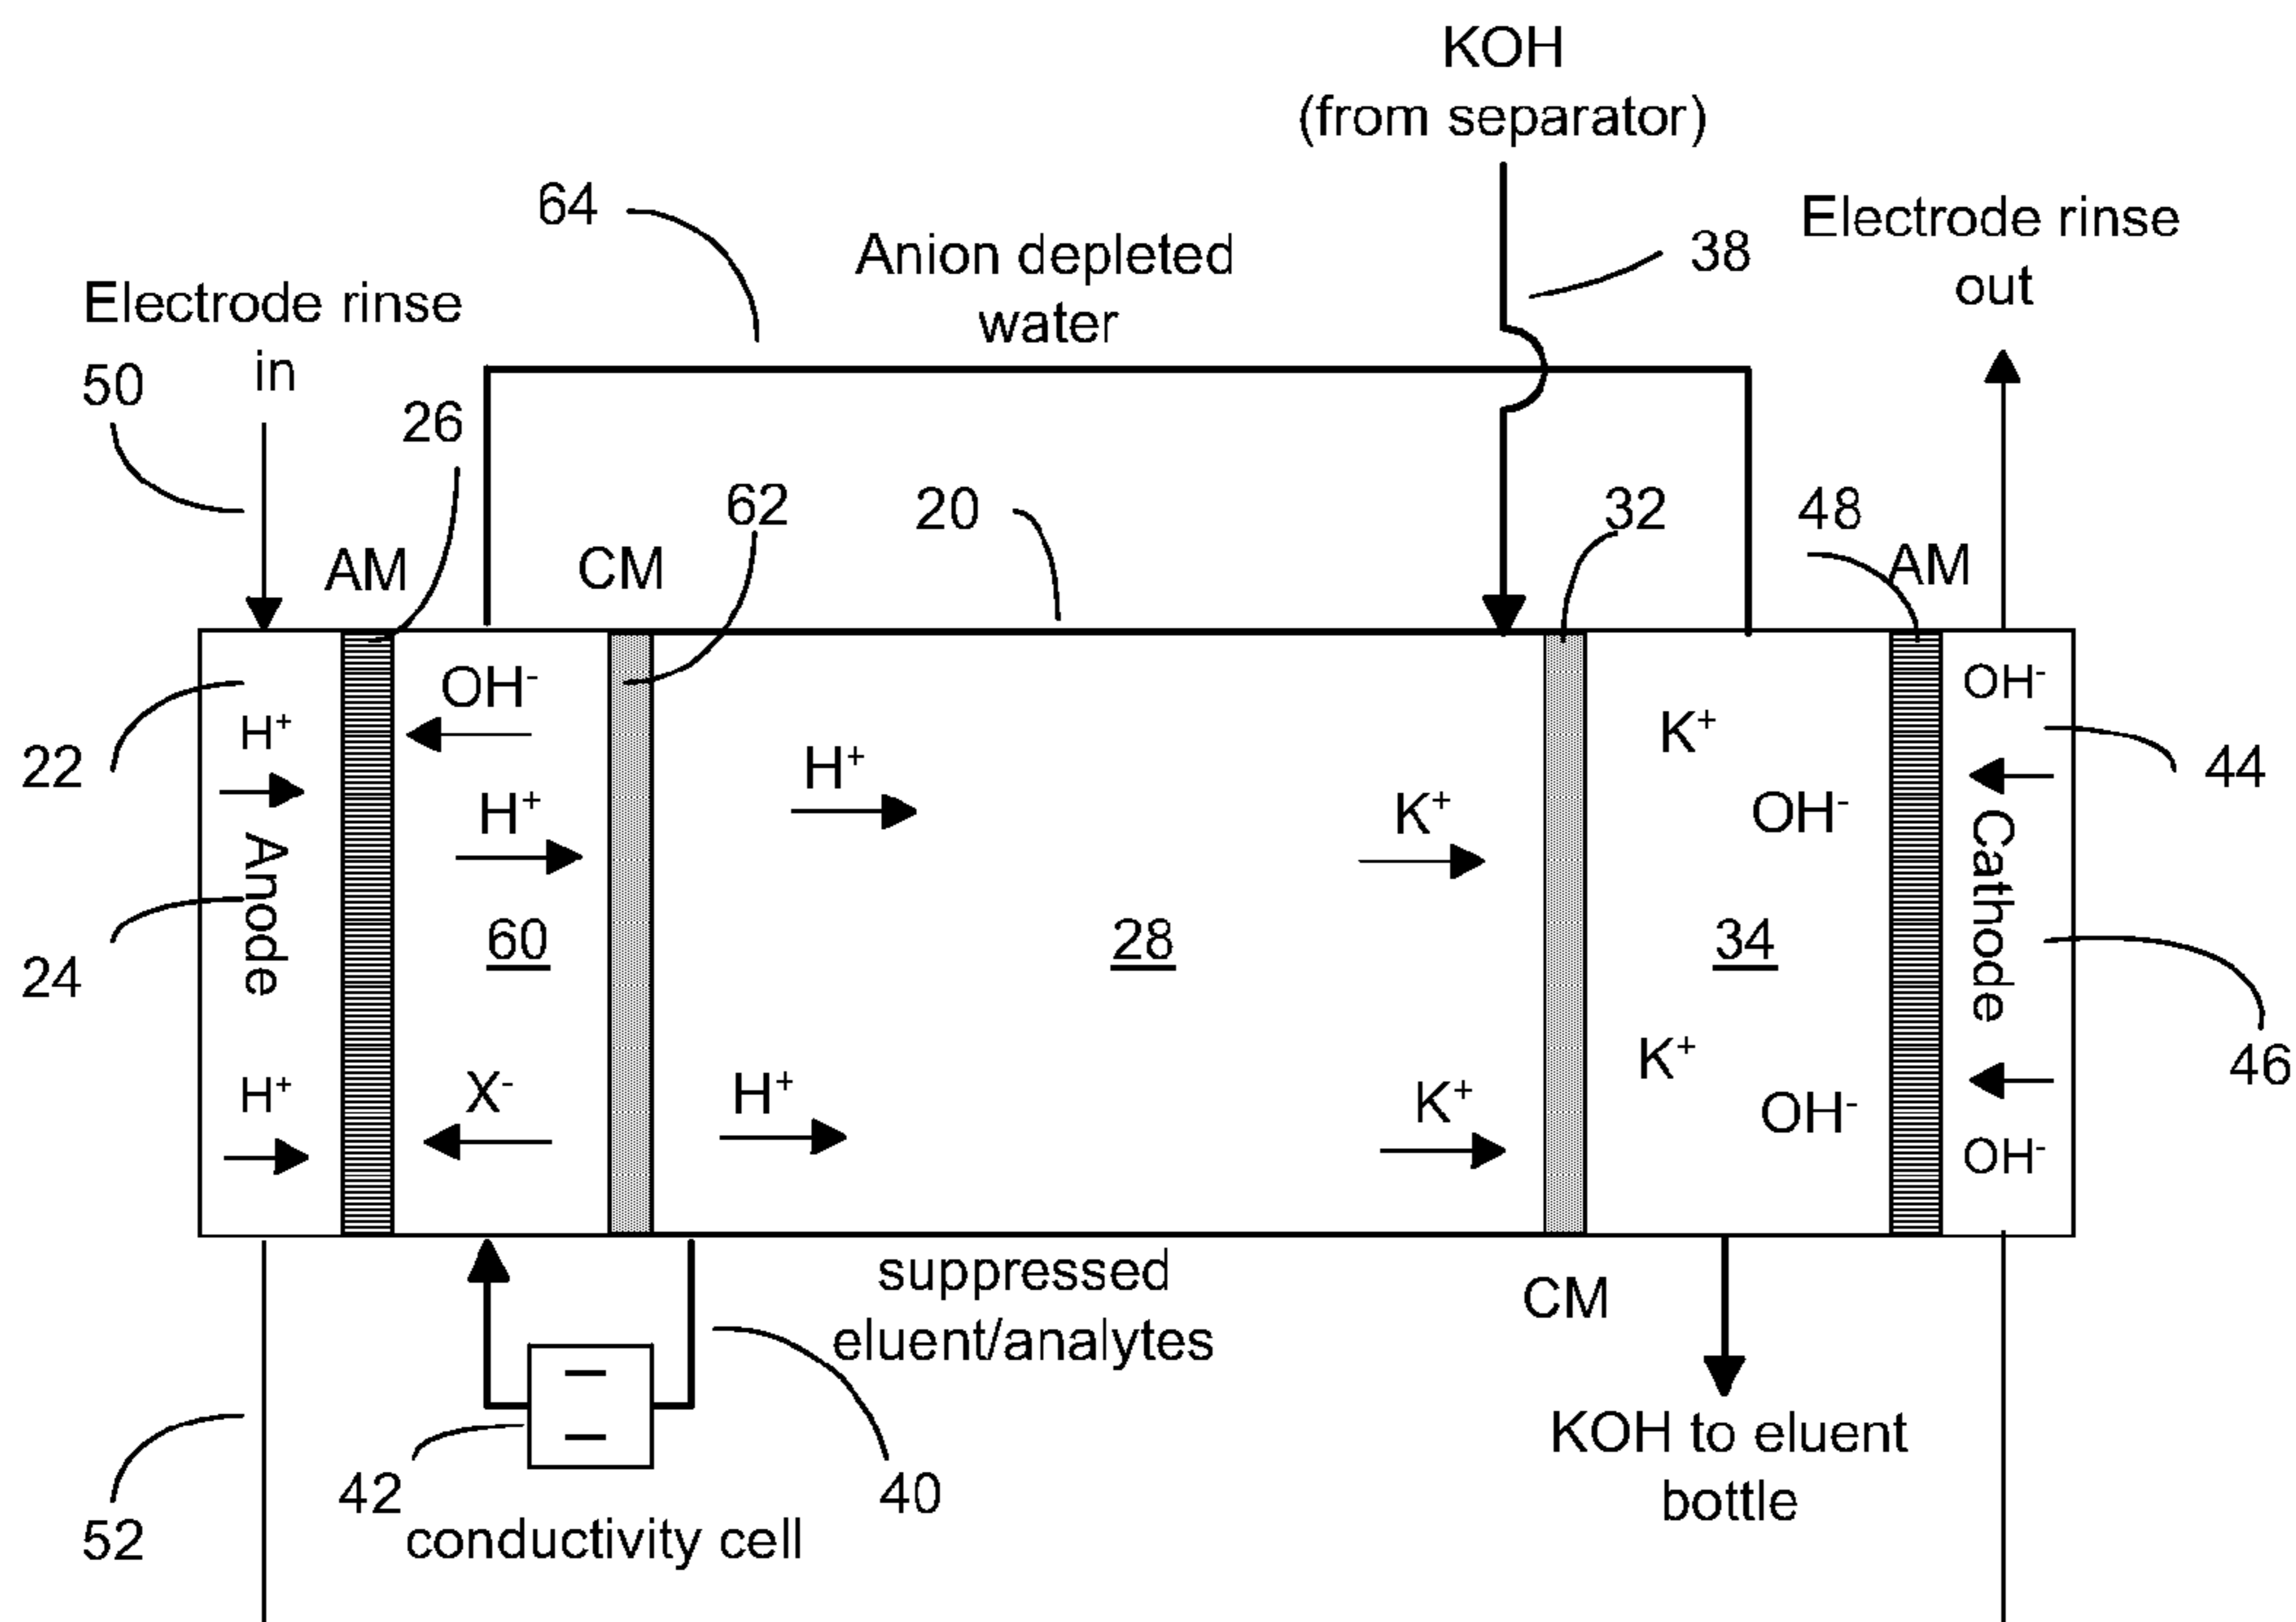 KOH
(from separator)
64
Anion depleted
water
38
Electrode rinse
out
Electrode rinse
in
50
26
62
20
32
48
AM
CM
AM
OH-
OH-
H+
22
H+
H+
K+
K+
44
OH-
Anode
Cathode
60
28
34
24
46
H+
X-
H+
K+
K+
OH-
OH-
suppressed
eluent/analytes
CM
42
40
conductivity cell
KOH to eluent
bottle
52